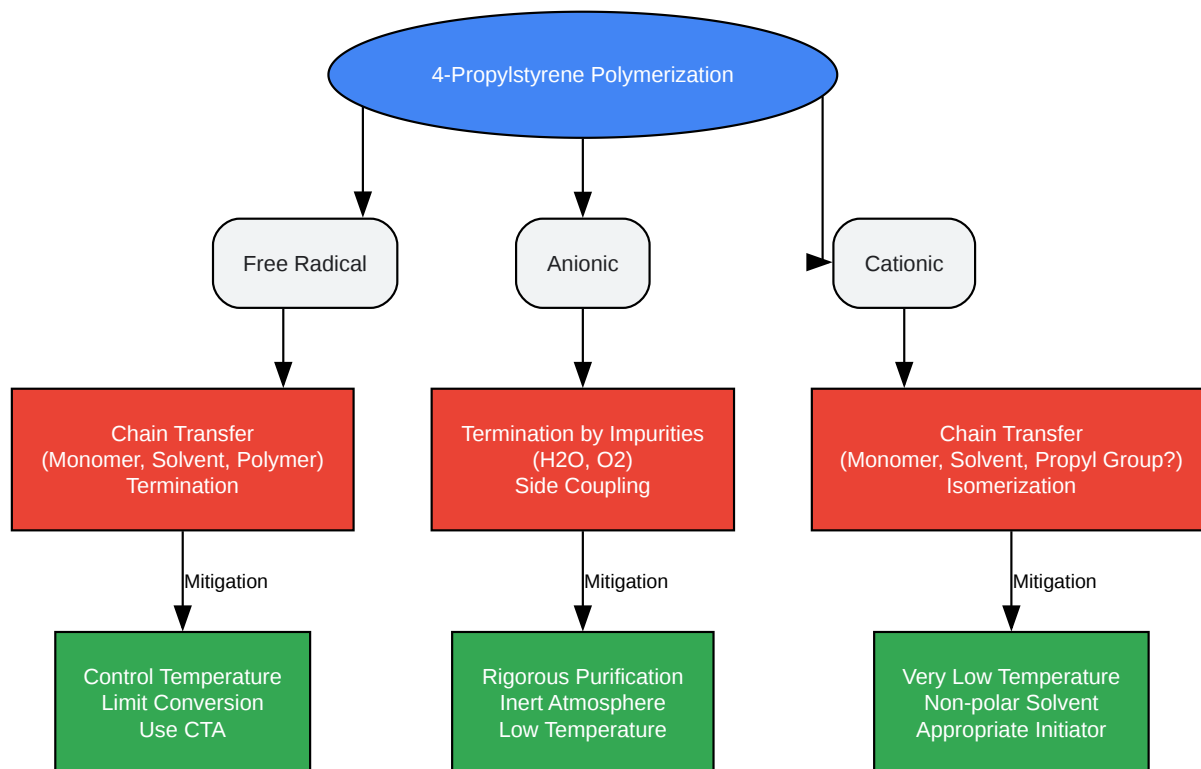 4-Propylstyrene Polymerization
Free Radical
Anionic
Cationic
Chain Transfer
(Monomer, Solvent, Polymer)
Termination
Termination by Impurities
(H2O, O2)
Side Coupling
Chain Transfer
(Monomer, Solvent, Propyl Group?)
Isomerization
Mitigation
Mitigation
Mitigation
Control Temperature
Limit Conversion
Use CTA
Rigorous Purification
Inert Atmosphere
Low Temperature
Very Low Temperature
Non-polar Solvent
Appropriate Initiator